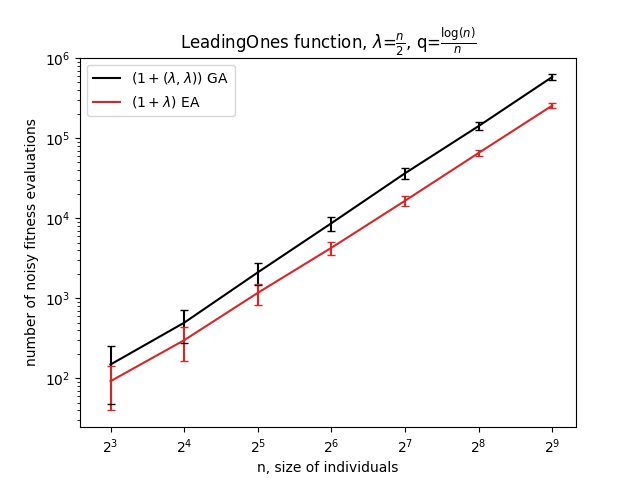 LeadingOnes function, λ=n/2, q=log(n)/n
10^6
10^5
10^4
10^3
10^2
number of noisy fitness evaluations
(1 + (λ, λ)) GA
(1 + λ) EA
2^3 2^4 2^5 2^6 2^7 2^8 2^9
n, size of individuals